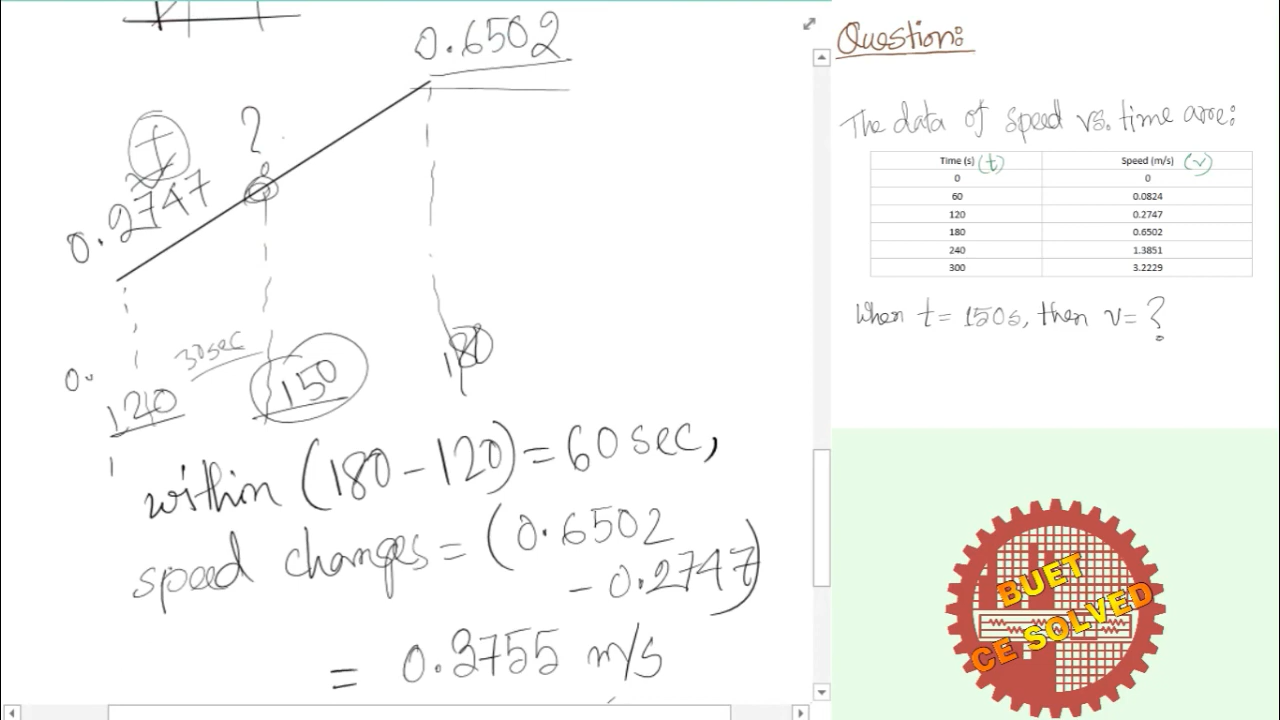 0.6502
+
?
0.2747
30sec
0.
120
150
180
within (180-120)=60sec,
speed changes = (0.6502
- 0.2747)
= 0.3755 m/s
Question:
The data of speed vs. time are:
Time (s) (t) Speed (m/s) (v)
0 0
60 0.0824
120 0.2747
180 0.6502
240 1.3851
300 3.2229
When t= 150s, then v= ?
BUET
CE SOLVED